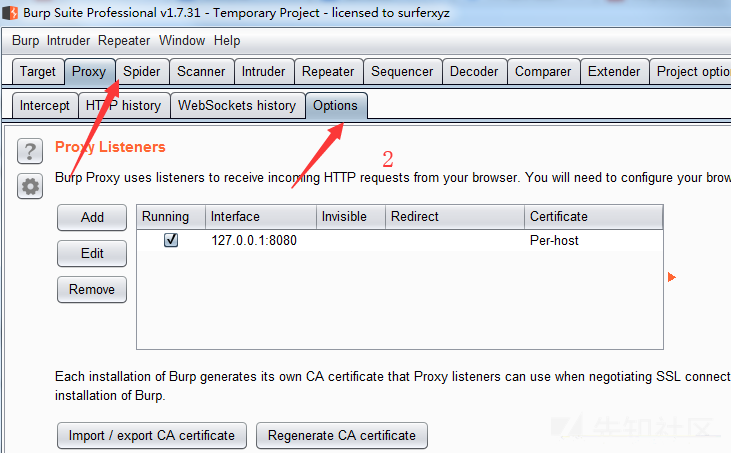 Burp Suite Professional v1.7.31 - Temporary Project - licensed to surferxyz
Burp Intruder Repeater Window Help
Target Proxy Spider Scanner Intruder Repeater Sequencer Decoder Comparer Extender Project optio
Intercept HTTP history WebSockets history Options
?
Proxy Listeners
2
Burp Proxy uses listeners to receive incoming HTTP requests from your browser. You will need to configure your brow
Add
Running Interface Invisible Redirect Certificate
127.0.0.1:8080 Per-host
Edit
Remove
Each installation of Burp generates its own CA certificate that Proxy listeners can use when negotiating SSL connect
installation of Burp.
Import / export CA certificate Regenerate CA certificate
先知社区